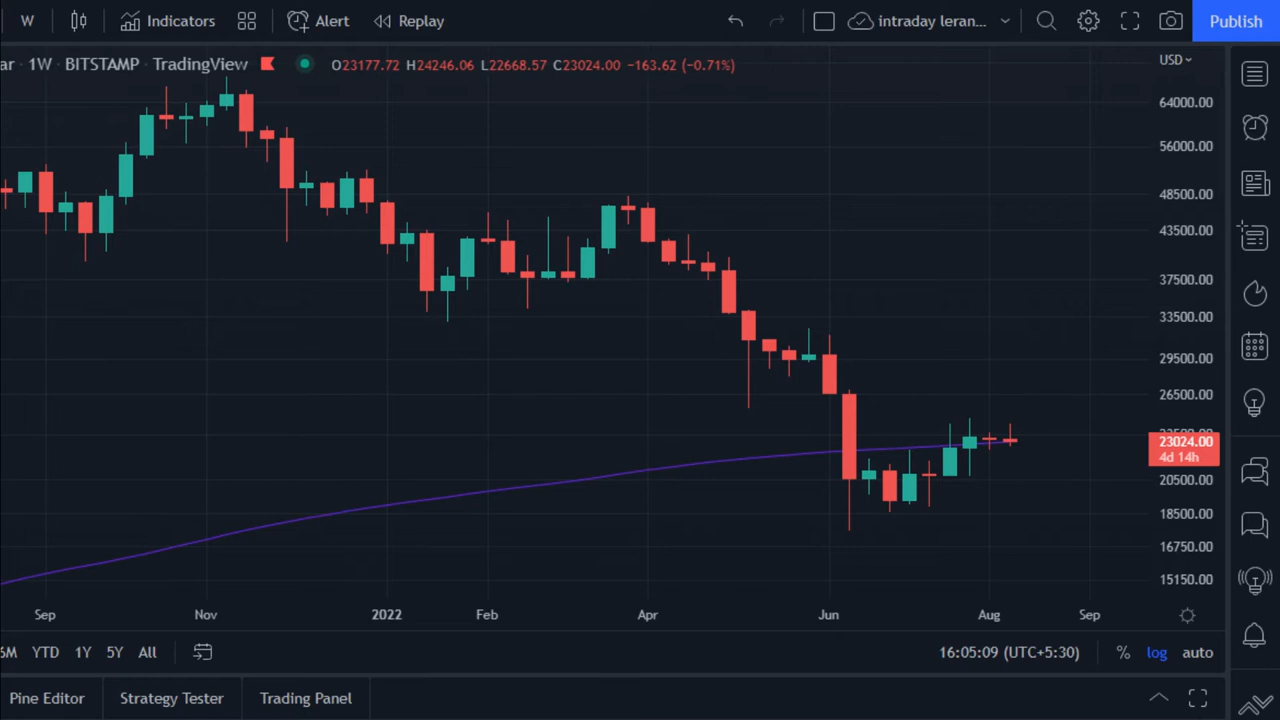 W Indicators Alert Replay intraday leran... Publish
ar · 1W · BITSTAMP · TradingView O23177.72 H24246.06 L22668.57 C23024.00 −163.62 (−0.71%) USD
64000.00
56000.00
48500.00
43500.00
37500.00
33500.00
29500.00
26500.00
23024.00
4d 14h
20500.00
18500.00
16750.00
15150.00
Sep Nov 2022 Feb Apr Jun Aug Sep
6M YTD 1Y 5Y All 16:05:09 (UTC+5:30) % log auto
Pine Editor Strategy Tester Trading Panel